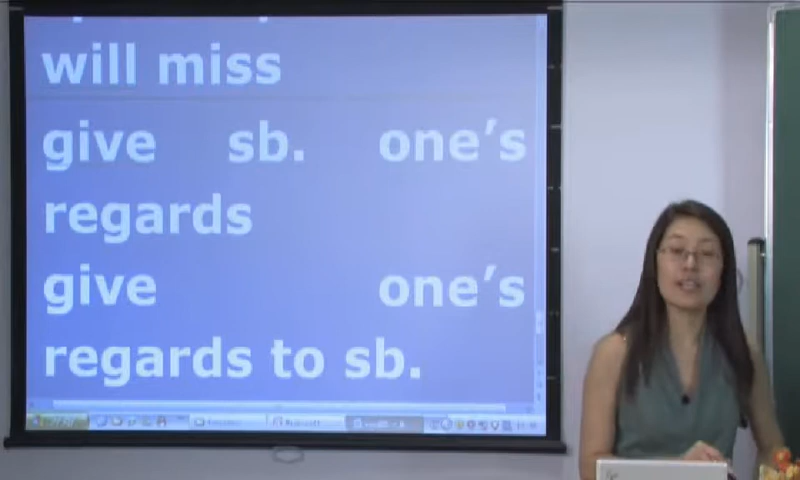 will miss
give sb. one's
regards
give one's
regards to sb.